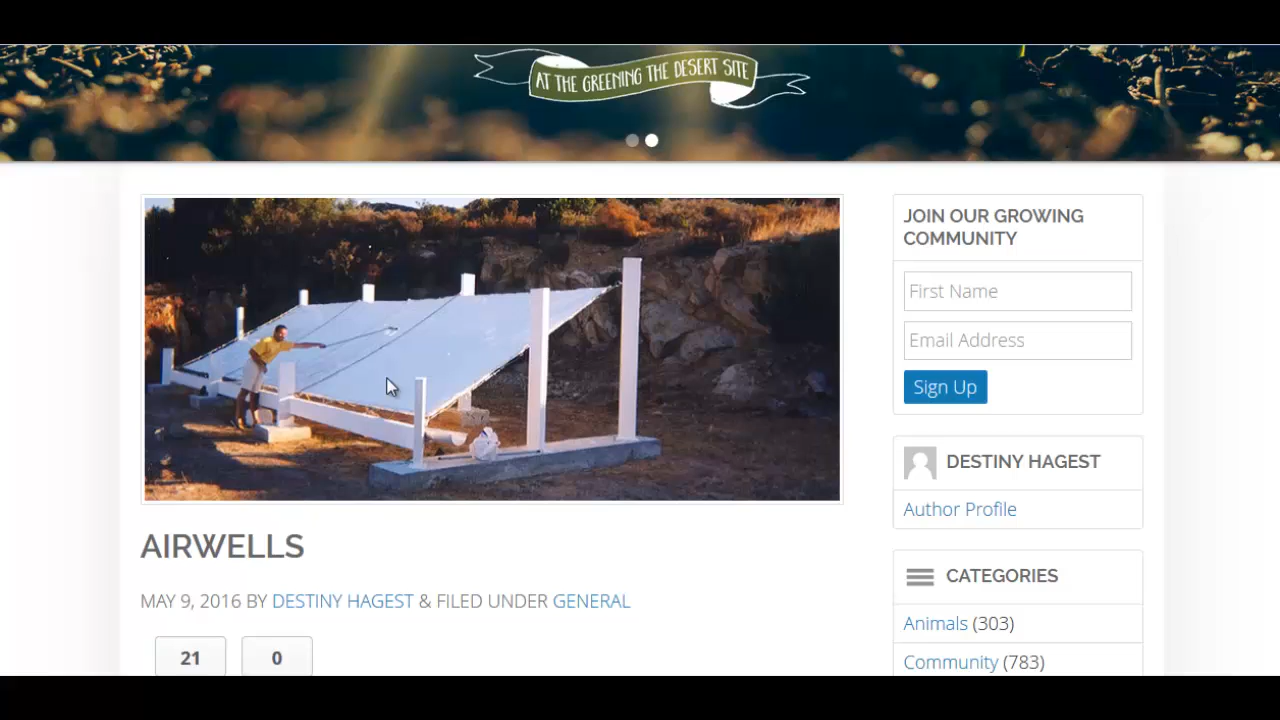 AT THE GREENING THE DESERT SITE
JOIN OUR GROWING
COMMUNITY
First Name
Email Address
Sign Up
DESTINY HAGEST
Author Profile
AIRWELLS
MAY 9, 2016 BY DESTINY HAGEST & FILED UNDER GENERAL
21
0
CATEGORIES
Animals (303)
Community (783)